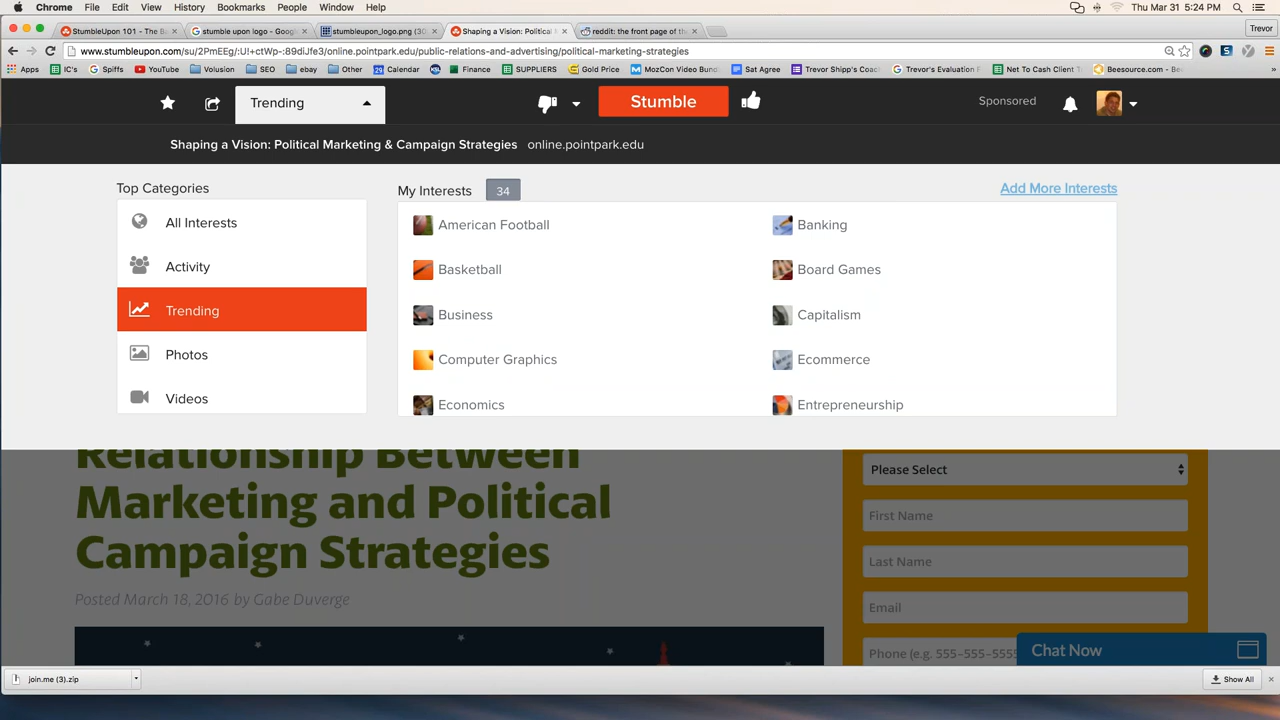 Chrome File Edit View History Bookmarks People Window Help Thu Mar 31 5:24 PM
StumbleUpon 101 - The B stumble upon logo - Google stumbleupon_logo.png (30 Shaping a Vision: Political M reddit: the front page of th Trevor
www.stumbleupon.com/su/2PmEEg/:U!+ctWp-:89diJfe3/online.pointpark.edu/public-relations-and-advertising/political-marketing-strategies
Apps IC's Spiffs YouTube Volusion SEO ebay Other 29 Calendar KSL Finance SUPPLIERS Gold Price MozCon Video Bund Sat Agree Trevor Shipp's Coac Trevor's Evaluation F Net To Cash Client T Beesource.com - Be
Trending Stumble Sponsored
Shaping a Vision: Political Marketing & Campaign Strategies online.pointpark.edu
Top Categories
My Interests 34 Add More Interests
All Interests
American Football Banking
Activity
Basketball Board Games
Trending
Business Capitalism
Photos
Computer Graphics Ecommerce
Videos
Economics Entrepreneurship
Relationship Between
Marketing and Political
Campaign Strategies
Posted March 18, 2016 by Gabe Duverge
Please Select
First Name
Last Name
Email
Phone (e.g. 555-555-5555
Chat Now
join.me (3).zip Show All